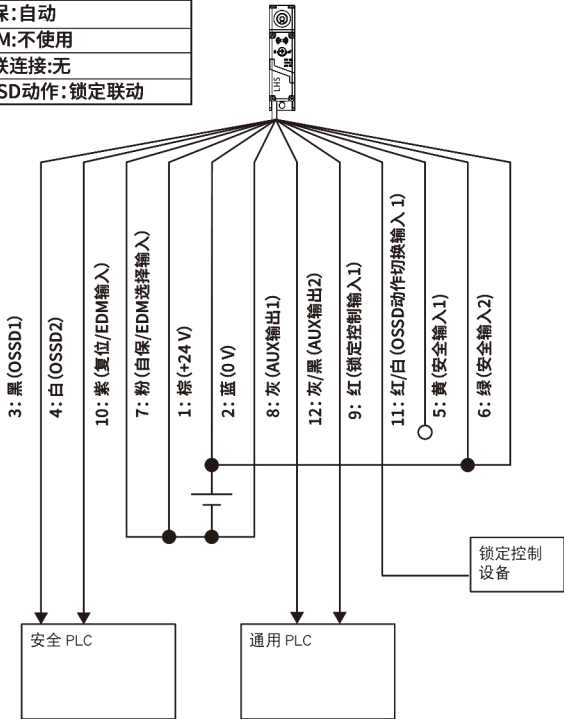 保:自动
M:不使用
联连接:无
SD动作:锁定联动
LHS
3: 黑(OSSD1)
4: 白(OSSD2)
10: 紫(复位/EDM输入)
7: 粉(自保/EDM选择输入)
1: 棕(+24 V)
2: 蓝(0 V)
8: 灰(AUX输出1)
12: 灰/黑(AUX输出2)
9: 红(锁定控制输入1)
11: 红/白(OSSD动作切换输入 1)
5: 黄(安全输入1)
6: 绿(安全输入2)
锁定控制
设备
安全 PLC
通用 PLC